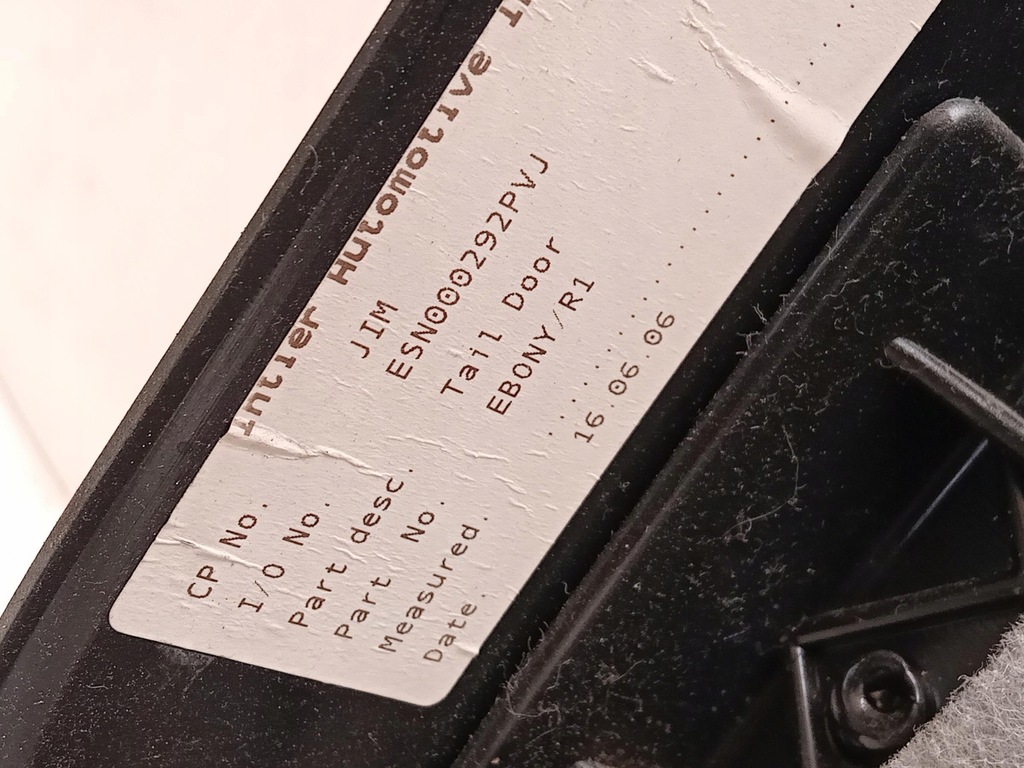 Intier Automotive
CP No. JIM
I/O No. ESN000292PVJ
Part desc. Tail Door
Part No. EBONY/R1
Measured. ..............
Date. 16.06.06